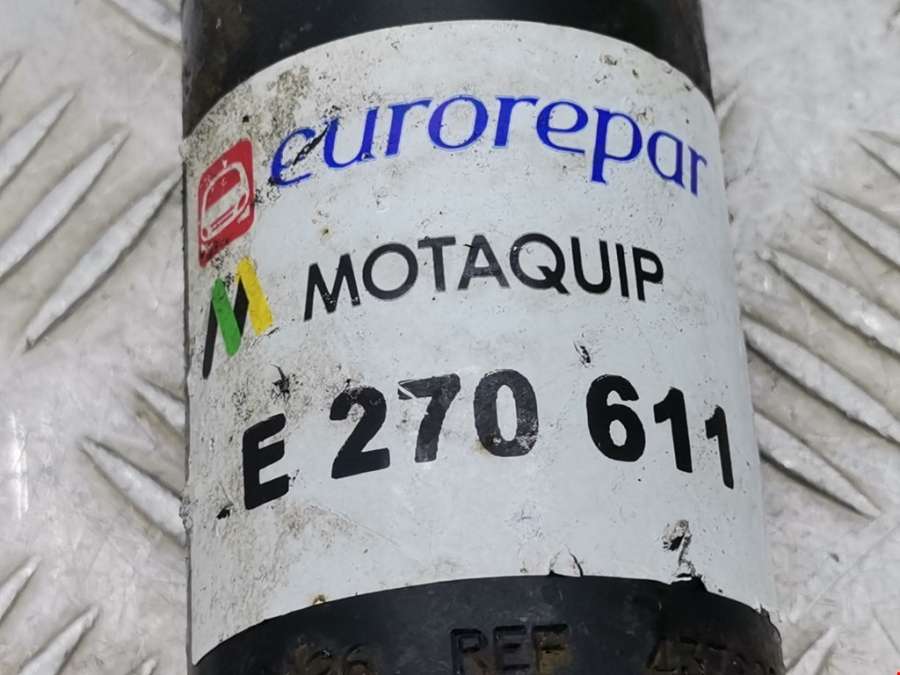 eurorepar
MOTAQUIP
E 270 611
REF